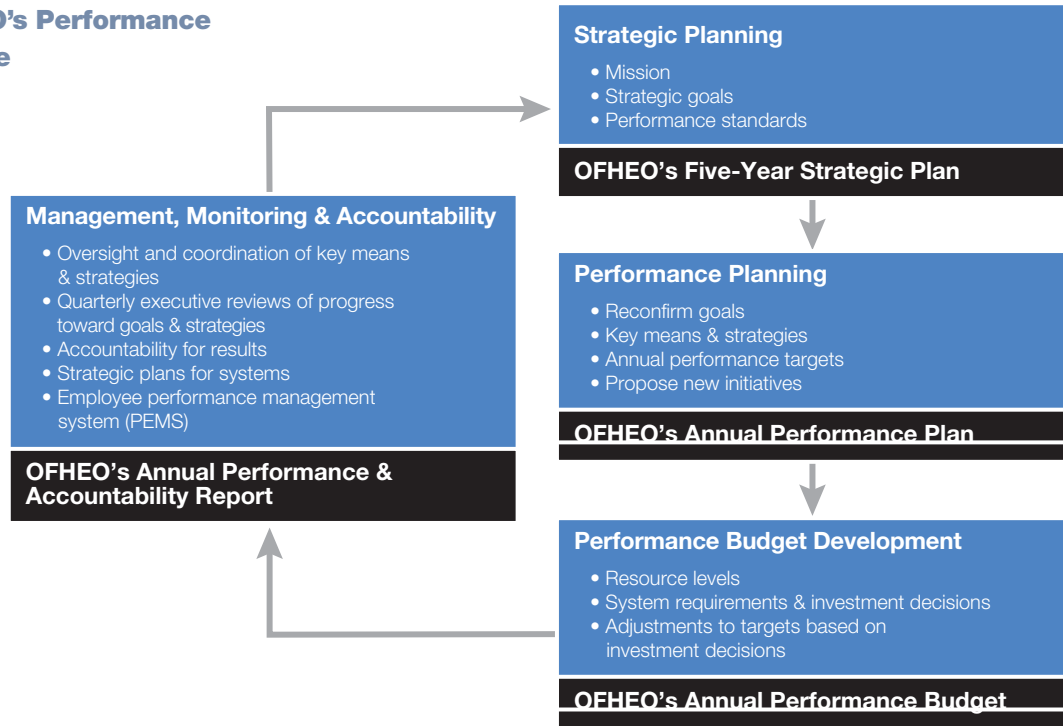 O's Performance
e
Strategic Planning
• Mission
• Strategic goals
• Performance standards
OFHEO's Five-Year Strategic Plan
Management, Monitoring & Accountability
• Oversight and coordination of key means
& strategies
• Quarterly executive reviews of progress
toward goals & strategies
• Accountability for results
• Strategic plans for systems
• Employee performance management
system (PEMS)
OFHEO's Annual Performance &
Accountability Report
Performance Planning
• Reconfirm goals
• Key means & strategies
• Annual performance targets
• Propose new initiatives
OFHEO's Annual Performance Plan
Performance Budget Development
• Resource levels
• System requirements & investment decisions
• Adjustments to targets based on
investment decisions
OFHEO's Annual Performance Budget